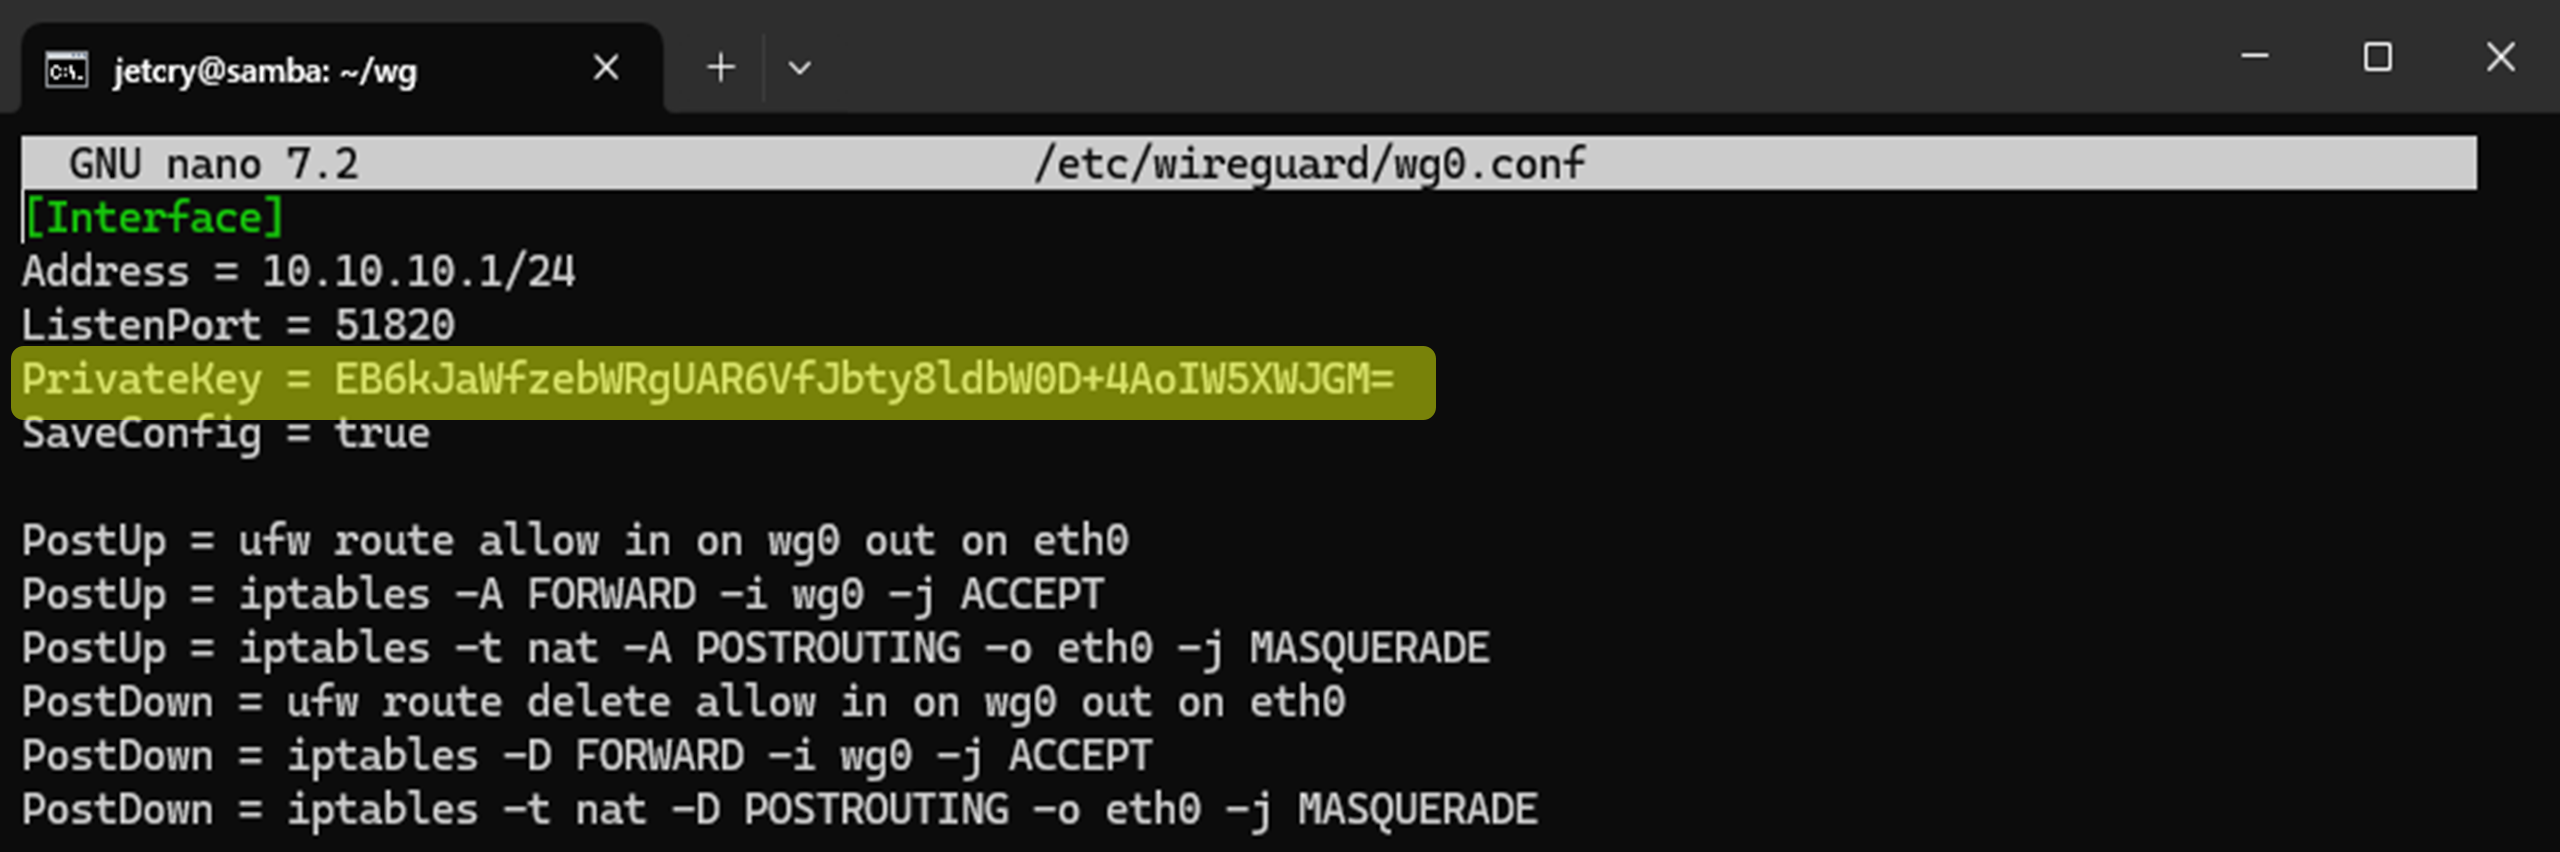 jetcry@samba: ~/wg
GNU nano 7.2 /etc/wireguard/wg0.conf
[Interface]
Address = 10.10.10.1/24
ListenPort = 51820
PrivateKey = EB6kJaWfzebWRgUAR6VfJbty8ldbW0D+4AoIW5XWJGM=
SaveConfig = true
PostUp = ufw route allow in on wg0 out on eth0
PostUp = iptables -A FORWARD -i wg0 -j ACCEPT
PostUp = iptables -t nat -A POSTROUTING -o eth0 -j MASQUERADE
PostDown = ufw route delete allow in on wg0 out on eth0
PostDown = iptables -D FORWARD -i wg0 -j ACCEPT
PostDown = iptables -t nat -D POSTROUTING -o eth0 -j MASQUERADE